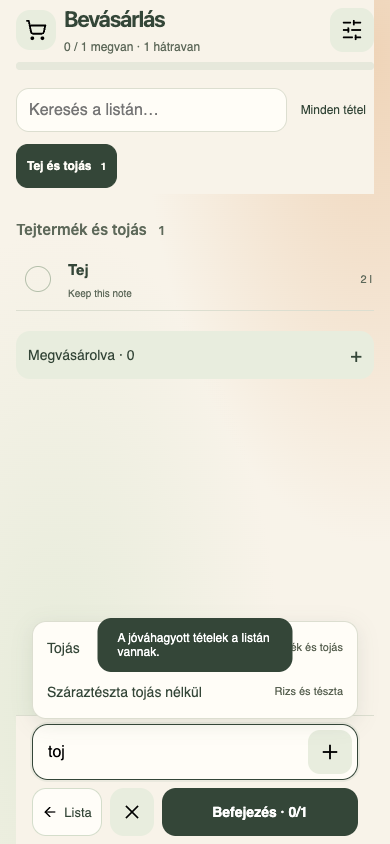 Bevásárlás
0 / 1 megvan · 1 hátravan
Keresés a listán…
Minden tétel
Tej és tojás 1
Tejtermék és tojás 1
Tej
2 l
Keep this note
Megvásárolva · 0
+
A jóváhagyott tételek a listán
vannak.
Tojás
és tojás
Száraztészta tojás nélkül
Rizs és tészta
toj
Lista
Befejezés · 0/1